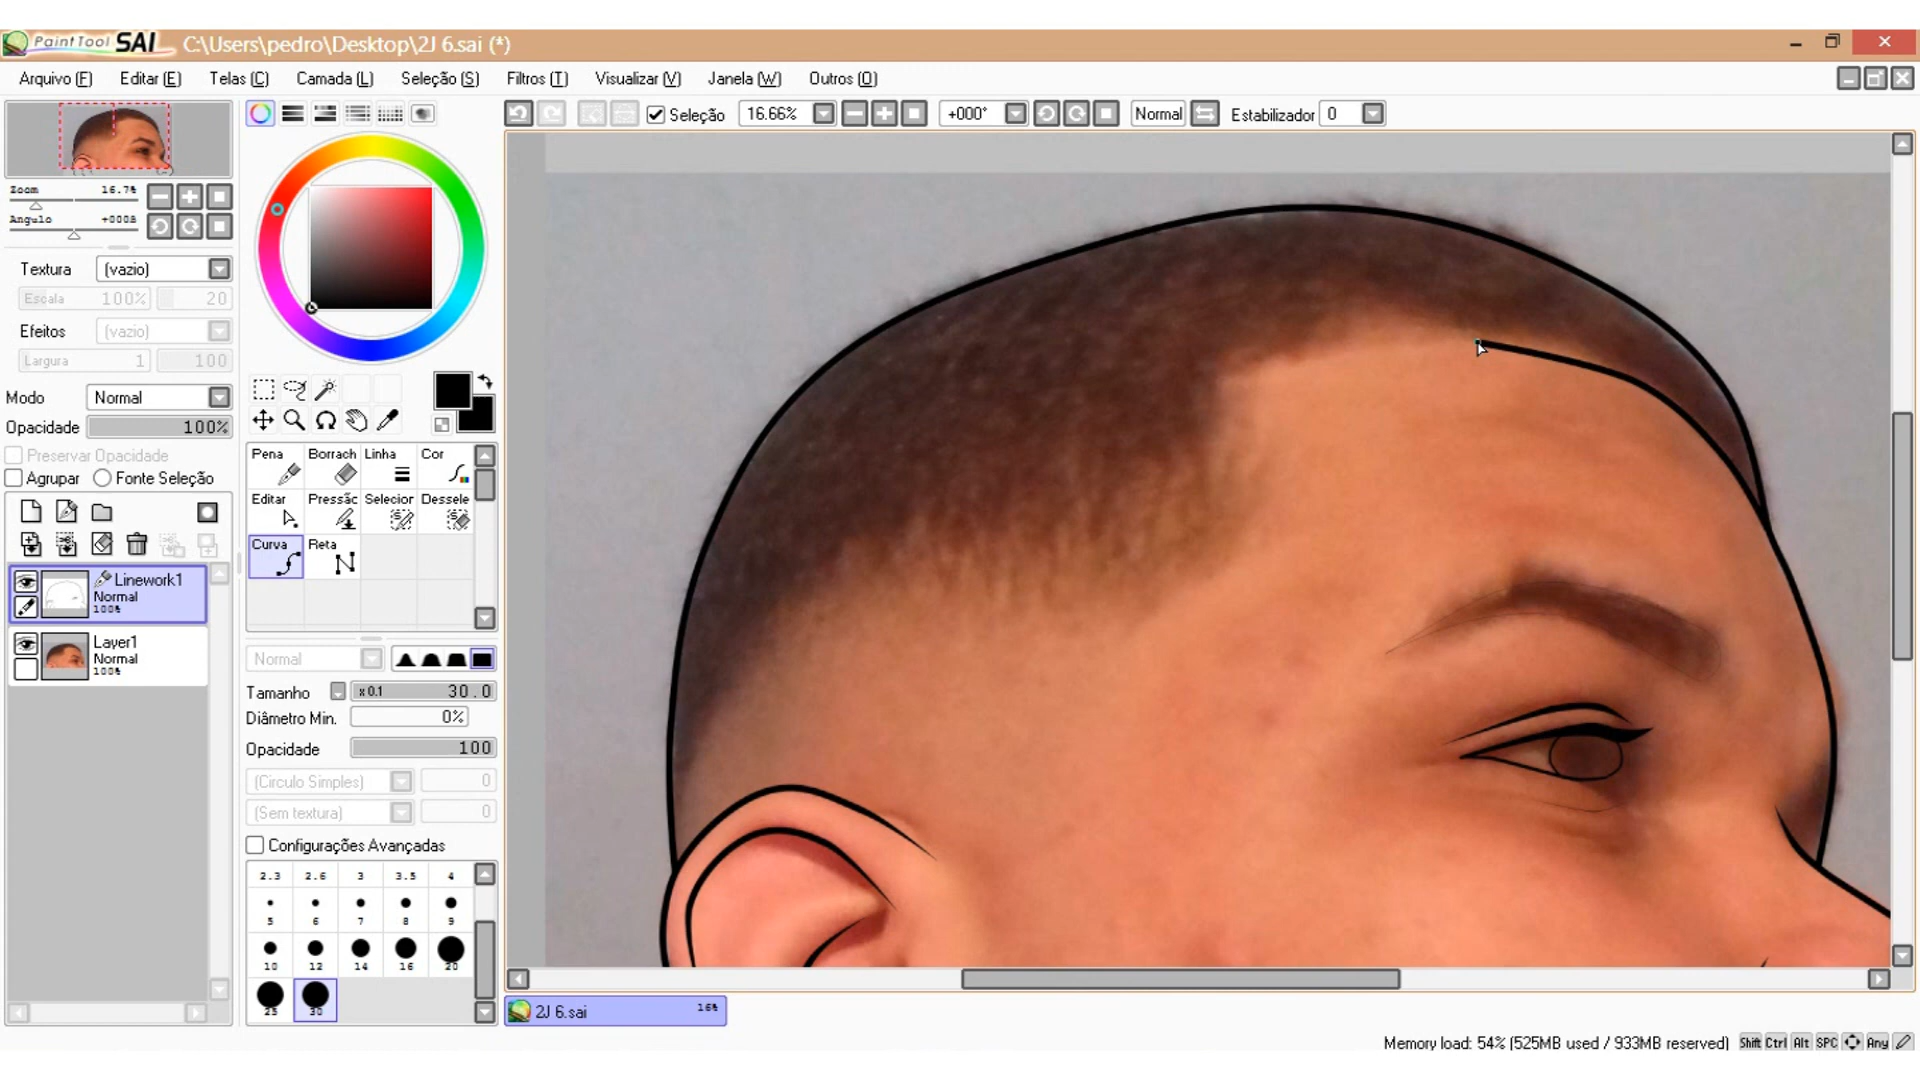 PaintTool SAI C:\Users\pedro\Desktop\2J 6.sai (*)
Arquivo (F) Editar (E) Telas (C) Camada (L) Seleção (S) Filtros (T) Visualizar (V) Janela (W) Outros (O)
Seleção 16.66% +000° Normal Estabilizador 0
Zoom 16.7%
Angulo
Textura (vazio)
Escala 100% 20
Efeitos (vazio)
Largura 1 100
Modo Normal
Opacidade 100%
Preservar Opacidade
Agrupar Fonte Seleção
Linework1
Normal
100%
Layer1
Normal
100%
Pena Borrach Linha Cor
Editar Pressão Selecior Dessele
Curva Reta
Normal
Tamanho x 0.1 30.0
Diâmetro Min. 0%
Opacidade 100
(Circulo Simples) 0
(Sem textura) 0
Configurações Avançadas
2.3 2.6 3 3.5 4
5 6 7 8 9
10 12 14 16 20
25 30
2J 6.sai 16%
Memory load: 54% (525MB used / 933MB reserved) Shift Ctrl Alt SPC Any